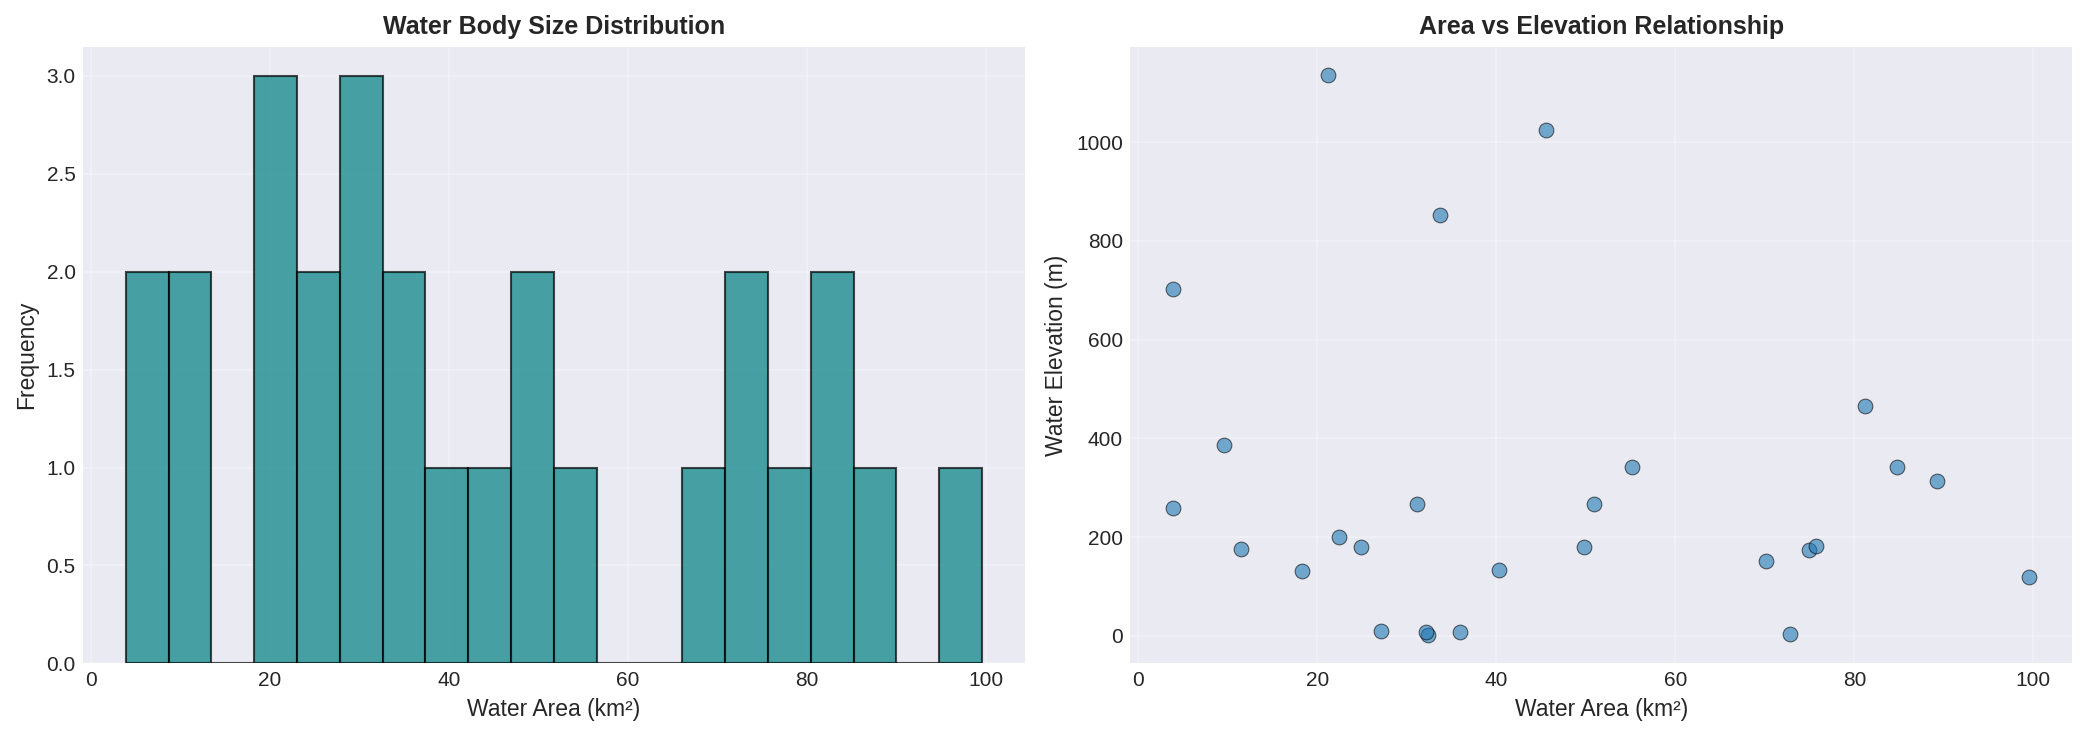 Water Body Size Distribution
3.0
2.5
2.0
1.5
1.0
0.5
0.0
Frequency
0 20 40 60 80 100
Water Area (km²)
Area vs Elevation Relationship
1000
800
600
400
200
0
Water Elevation (m)
0 20 40 60 80 100
Water Area (km²)